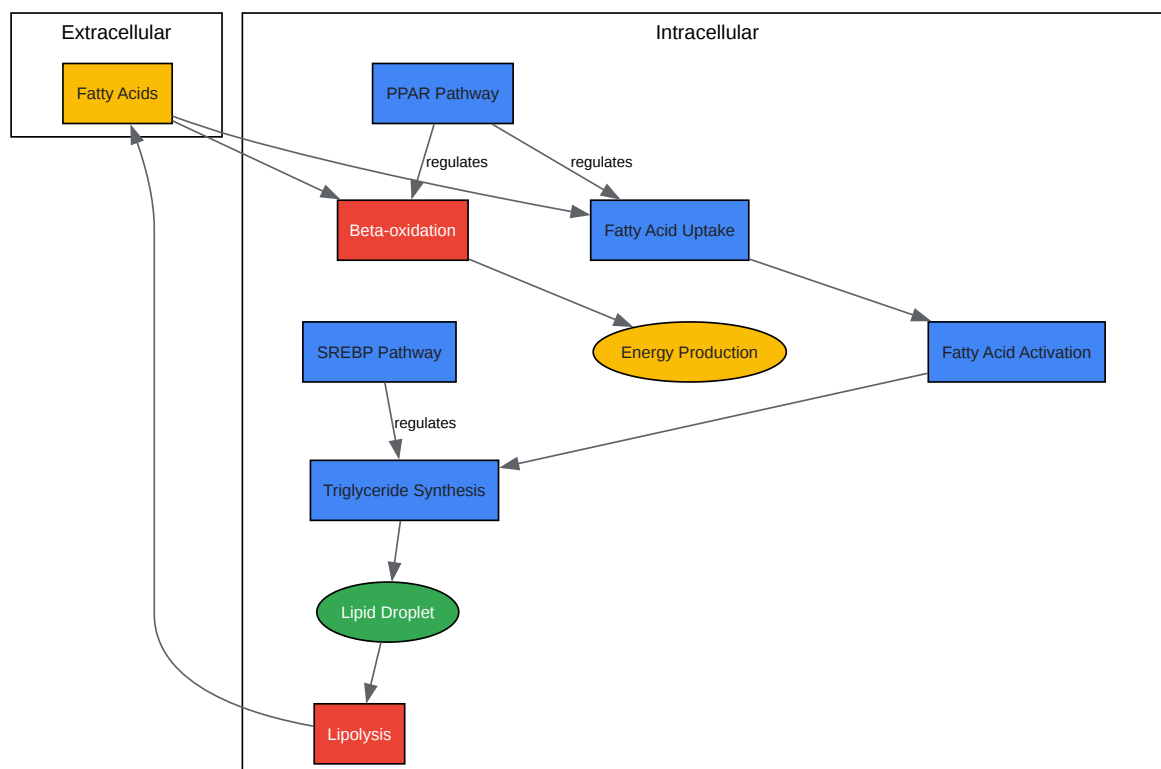 Extracellular
Intracellular
Fatty Acids
PPAR Pathway
regulates
regulates
Beta-oxidation
Fatty Acid Uptake
SREBP Pathway
Energy Production
Fatty Acid Activation
regulates
Triglyceride Synthesis
Lipid Droplet
Lipolysis